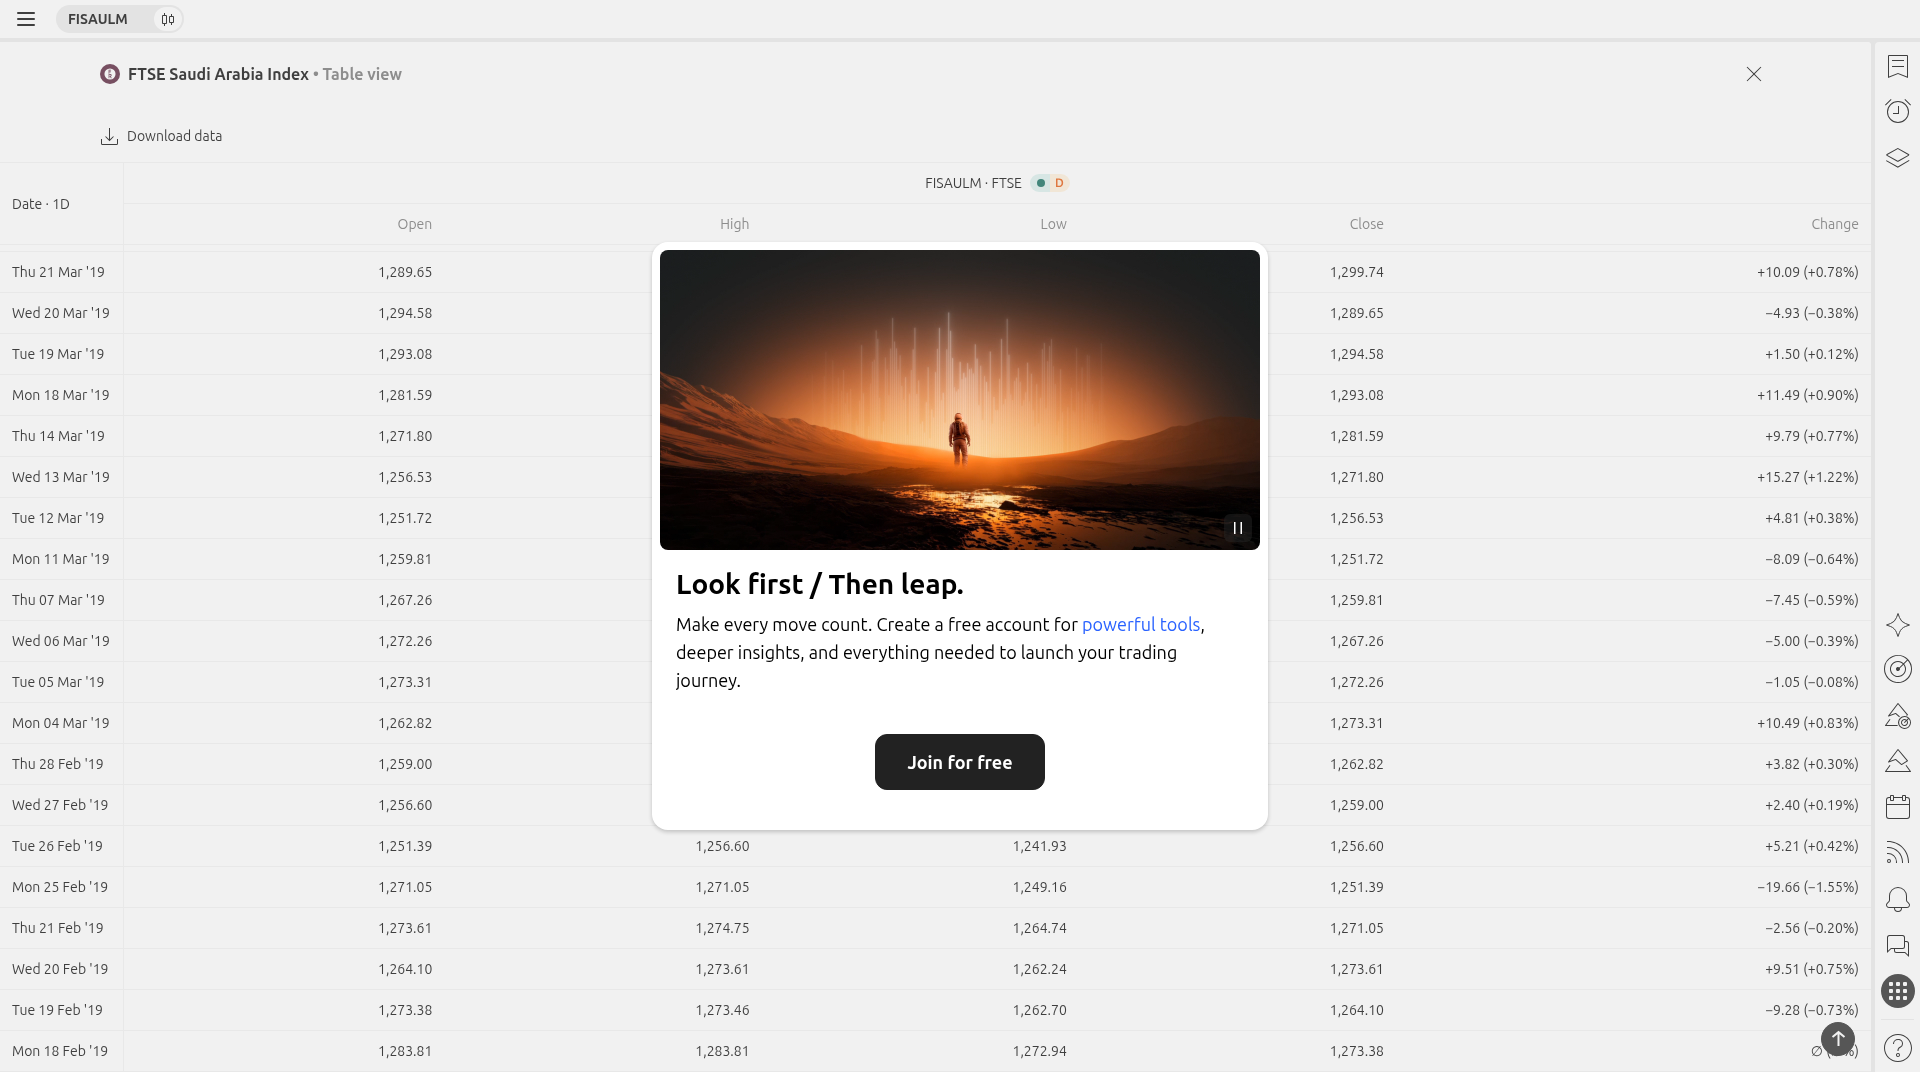 FISAULM
FTSE Saudi Arabia Index • Table view
Download data
FISAULM · FTSE D
Date · 1D
Open High Low Close Change
Thu 21 Mar '19 1,289.65 1,299.74 +10.09 (+0.78%)
Wed 20 Mar '19 1,294.58 1,289.65 −4.93 (−0.38%)
Tue 19 Mar '19 1,293.08 1,294.58 +1.50 (+0.12%)
Mon 18 Mar '19 1,281.59 1,293.08 +11.49 (+0.90%)
Thu 14 Mar '19 1,271.80 1,281.59 +9.79 (+0.77%)
Wed 13 Mar '19 1,256.53 1,271.80 +15.27 (+1.22%)
Tue 12 Mar '19 1,251.72 1,256.53 +4.81 (+0.38%)
Mon 11 Mar '19 1,259.81 1,251.72 −8.09 (−0.64%)
Thu 07 Mar '19 1,267.26 1,259.81 −7.45 (−0.59%)
Wed 06 Mar '19 1,272.26 1,267.26 −5.00 (−0.39%)
Tue 05 Mar '19 1,273.31 1,272.26 −1.05 (−0.08%)
Mon 04 Mar '19 1,262.82 1,273.31 +10.49 (+0.83%)
Thu 28 Feb '19 1,259.00 1,262.82 +3.82 (+0.30%)
Wed 27 Feb '19 1,256.60 1,259.00 +2.40 (+0.19%)
Tue 26 Feb '19 1,251.39 1,256.60 1,241.93 1,256.60 +5.21 (+0.42%)
Mon 25 Feb '19 1,271.05 1,271.05 1,249.16 1,251.39 −19.66 (−1.55%)
Thu 21 Feb '19 1,273.61 1,274.75 1,264.74 1,271.05 −2.56 (−0.20%)
Wed 20 Feb '19 1,264.10 1,273.61 1,262.24 1,273.61 +9.51 (+0.75%)
Tue 19 Feb '19 1,273.38 1,273.46 1,262.70 1,264.10 −9.28 (−0.73%)
Mon 18 Feb '19 1,283.81 1,283.81 1,272.94 1,273.38
Look first / Then leap.
Make every move count. Create a free account for powerful tools,
deeper insights, and everything needed to launch your trading
journey.
Join for free